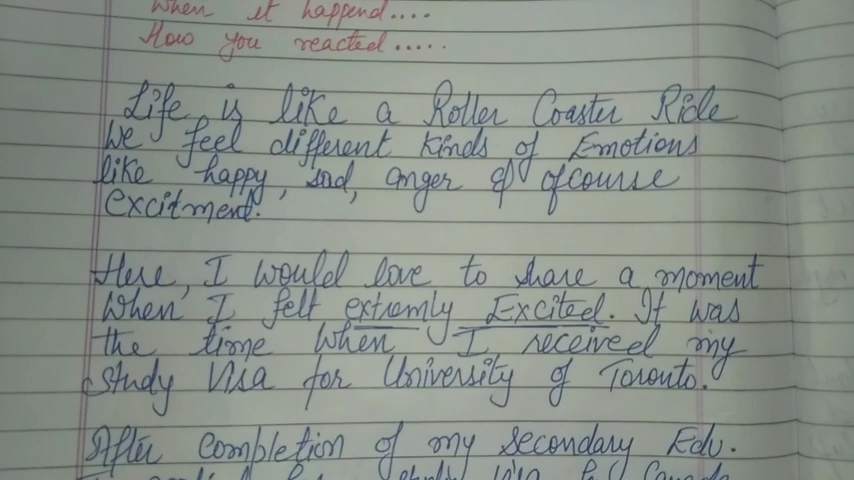 When it happend....
How you reacted.....
Life is like a Roller Coaster Ride
We feel different kinds of Emotions
like happy, sad, anger & ofcourse
excitment.
Here, I would love to share a moment
When I felt extremly Excited. It was
the time when I received my
study Visa for University of Toronto.
After completion of my secondary Edu.